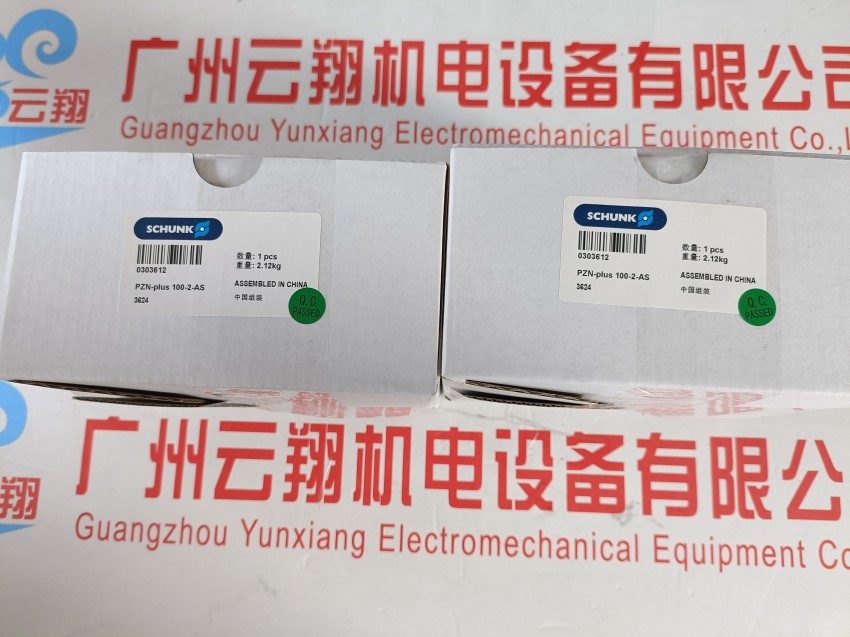 广州云翔机电设备有限公司
云翔
Guangzhou Yunxiang Electromechanical Equipment Co.,L
SCHUNK
0303612
数量: 1 pcs
重量: 2.12kg
PZN-plus 100-2-AS
ASSEMBLED IN CHINA
3624
中国组装
Q.C.
PASSED
SCHUNK
0303612
数量: 1 pcs
重量: 2.12kg
PZN-plus 100-2-AS
ASSEMBLED IN CHINA
3624
中国组装
Q.C.
PASSED
广州云翔机电设备有限公
翔
Guangzhou Yunxiang Electromechanical Equipment Co